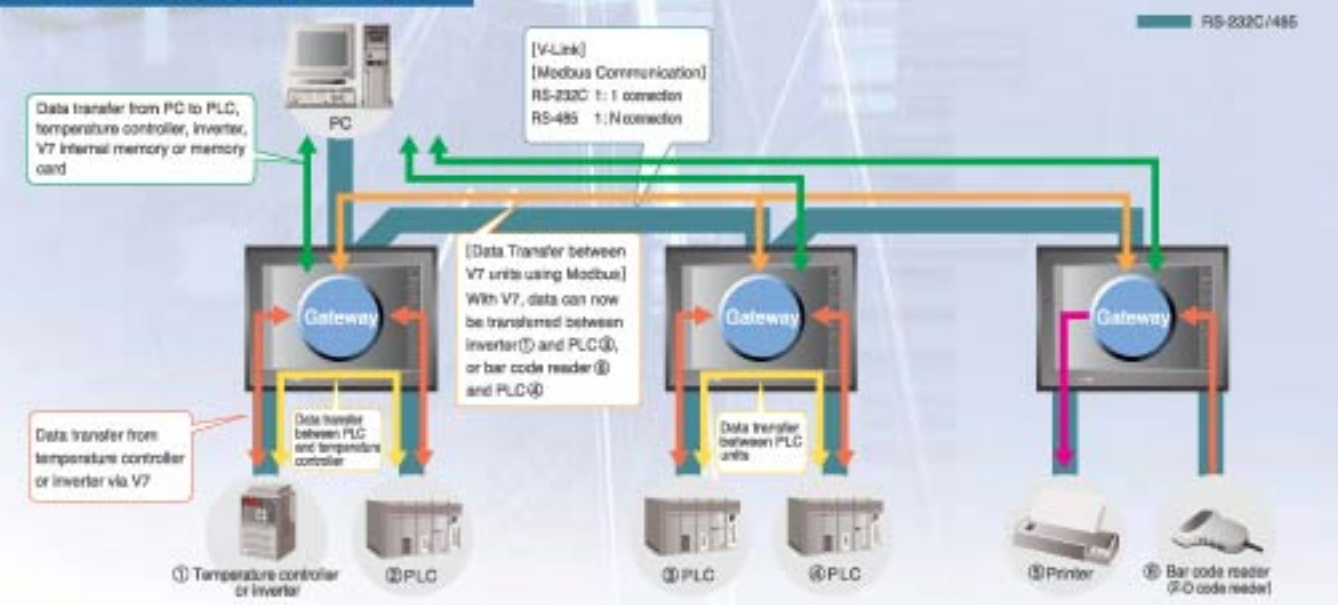 RS-232C/485
[V-Link]
[Modbus Communication]
RS-232C 1:1 connection
RS-485 1:N connection
Data transfer from PC to PLC,
temperature controller, inverter,
V7 internal memory or memory
card
PC
[Data Transfer between
V7 units using Modbus]
With V7, data can now
be transferred between
inverter① and PLC③,
or bar code reader⑥
and PLC④
Gateway
Gateway
Gateway
Data transfer from
temperature controller
or inverter via V7
Data transfer
between PLC
and temperature
controller
Data transfer
between PLC
units
① Temperature controller
or inverter
②PLC
③PLC
④PLC
⑤Printer
⑥ Bar code reader
code reader)